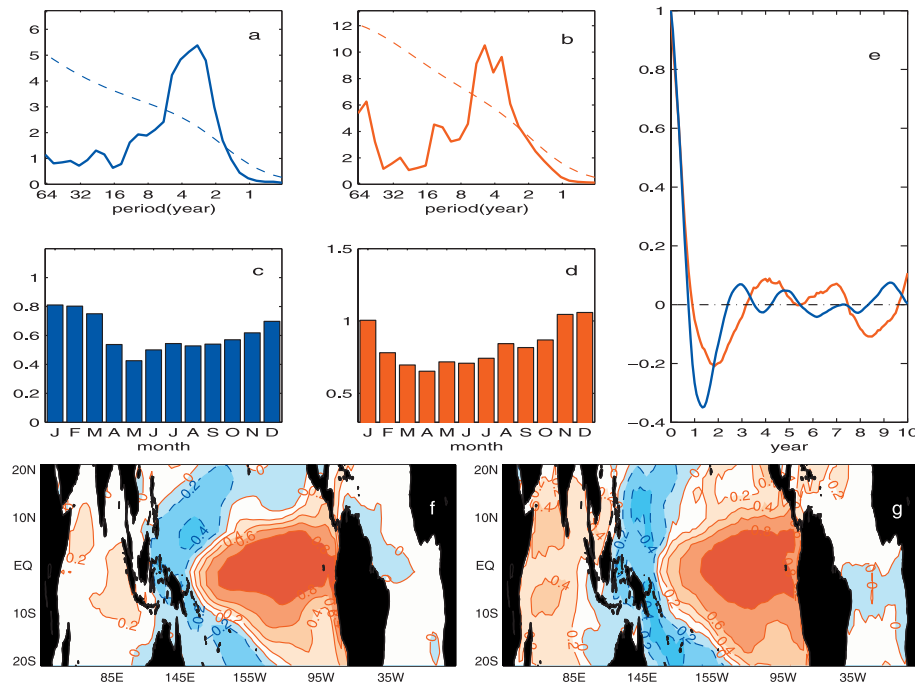 a
6
5
4
3
2
1
0
64 32 16 8 4 2 1
period(year)
b
12
10
8
6
4
2
0
64 32 16 8 4 2 1
period(year)
c
1
0.8
0.6
0.4
0.2
0
J F M A M J J A S O N D
month
d
1.5
1
0.5
J F M A M J J A S O N D
month
e
1
0.8
0.6
0.4
0.2
0
-0.2
-0.4
0 1 2 3 4 5 6 7 8 9 10
year
f
20N
10N
EQ
10S
20S
85E 145E 155W 95W 35W
g
20N
10N
EQ
10S
20S
85E 145E 155W 95W 35W